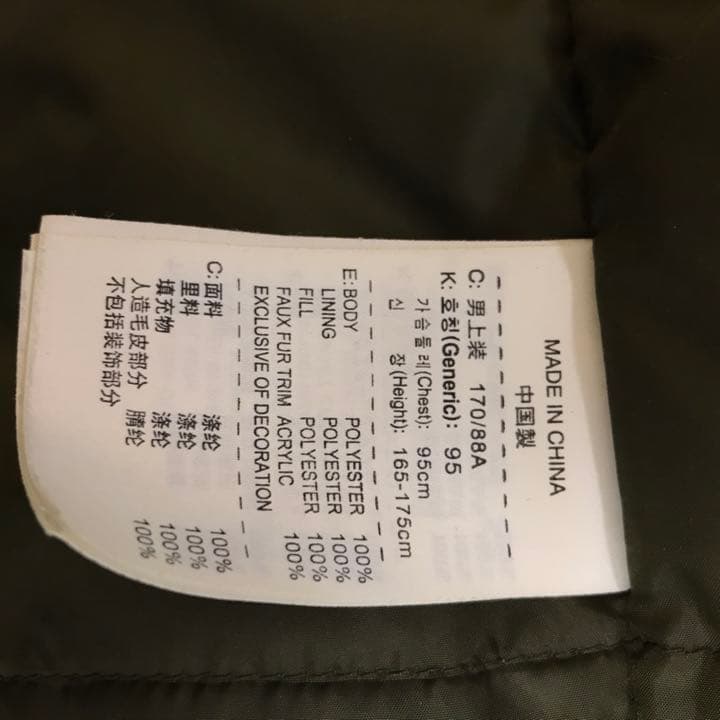 MADE IN CHINA
中国製
C: 男上装 170/88A
K: 호칭(Generic): 95
가슴둘레(Chest): 95cm
신 장(Height): 165-175cm
E: BODY POLYESTER 100%
LINING POLYESTER 100%
FILL POLYESTER 100%
FAUX FUR TRIM ACRYLIC 100%
EXCLUSIVE OF DECORATION
C: 面料 涤纶 100%
里料 涤纶 100%
填充物 涤纶 100%
人造毛皮部分 腈纶 100%
不包括装饰部分